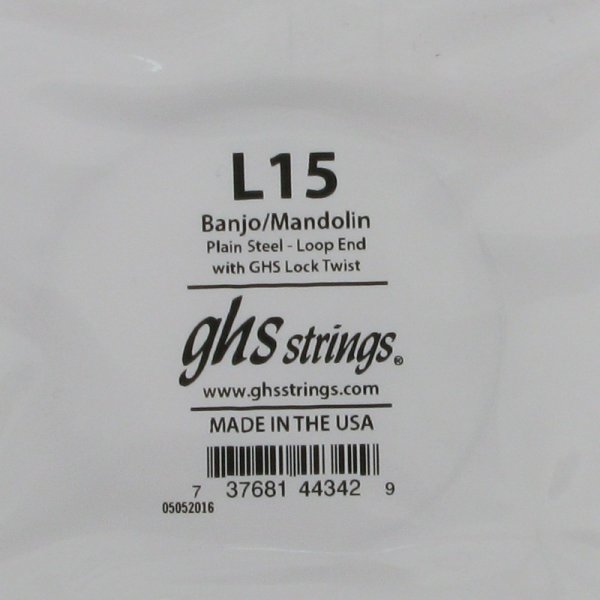 L15
Banjo/Mandolin
Plain Steel - Loop End
with GHS Lock Twist
ghs strings®
www.ghsstrings.com
MADE IN THE USA
7 37681 44342 9
05052016